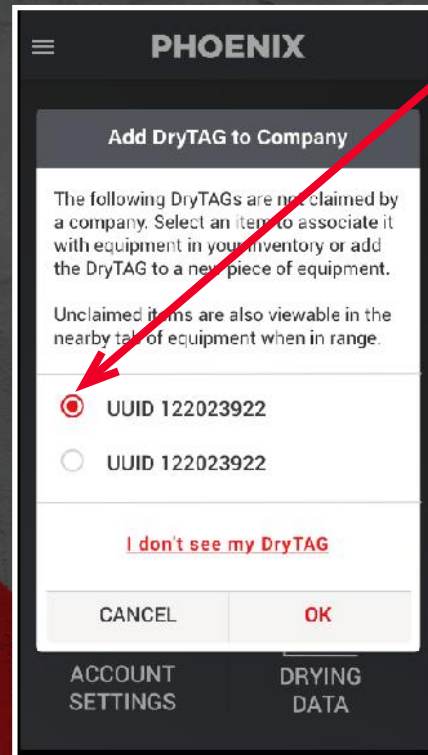 PHOENIX
Add DryTAG to Company
The following DryTAGs are not claimed by
a company. Select an item to associate it
with equipment in your inventory or add
the DryTAG to a new piece of equipment.
Unclaimed items are also viewable in the
nearby tab of equipment when in range.
UUID 122023922
UUID 122023922
I don't see my DryTAG
CANCEL
OK
ACCOUNT
SETTINGS
DRYING
DATA